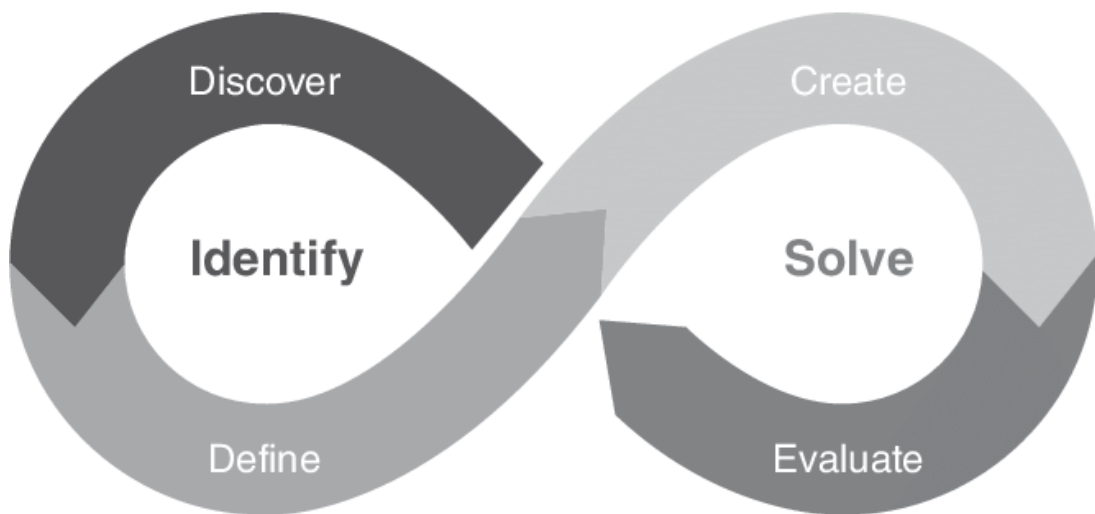 Discover
Create
Identify
Solve
Define
Evaluate